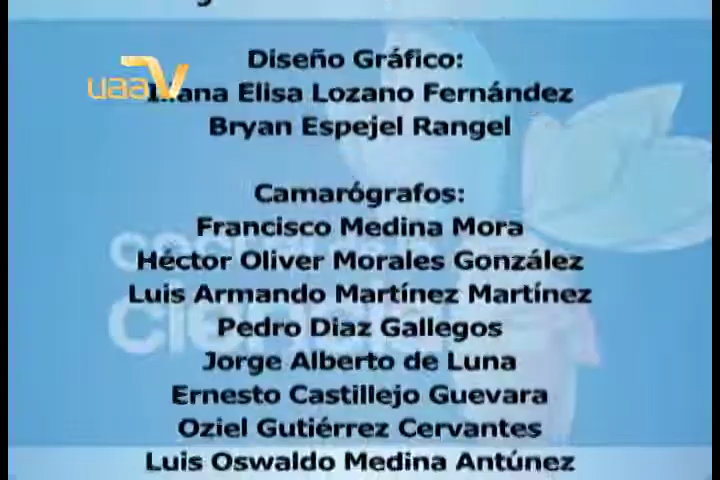 Diseño Gráfico:
uaaTV
Elisa Lozano Fernández
Bryan Espejel Rangel
Camarógrafos:
Francisco Medina Mora
Héctor Oliver Morales González
Luis Armando Martínez Martínez
Pedro Diaz Gallegos
Jorge Alberto de Luna
Ernesto Castillejo Guevara
Oziel Gutiérrez Cervantes
Luis Oswaldo Medina Antúnez
ciencia